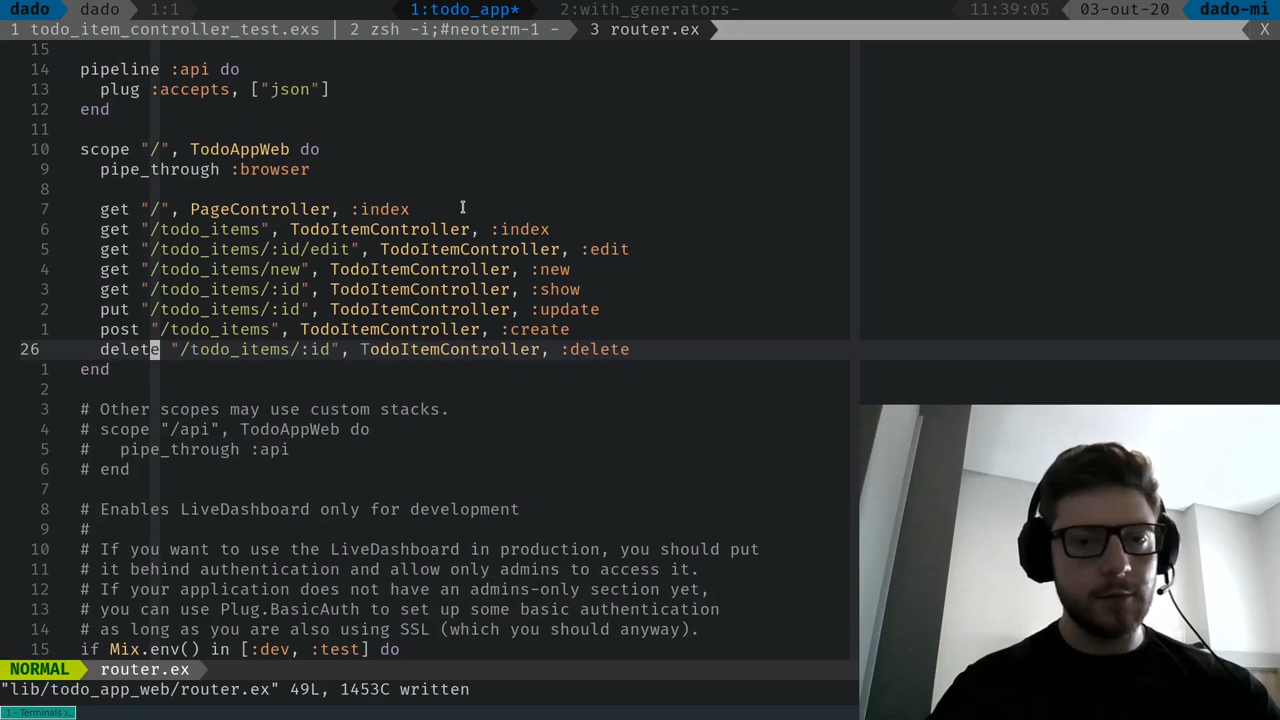 dado dado 1:1 1:todo_app* 2:with_generators- 11:39:05 03-out-20 dado-mi
1 todo_item_controller_test.exs | 2 zsh -i;#neoterm-1 - 3 router.ex X
15
14 pipeline :api do
13 plug :accepts, ["json"]
12 end
11
10 scope "/", TodoAppWeb do
9 pipe_through :browser
8
7 get "/", PageController, :index
6 get "/todo_items", TodoItemController, :index
5 get "/todo_items/:id/edit", TodoItemController, :edit
4 get "/todo_items/new", TodoItemController, :new
3 get "/todo_items/:id", TodoItemController, :show
2 put "/todo_items/:id", TodoItemController, :update
1 post "/todo_items", TodoItemController, :create
26 delete "/todo_items/:id", TodoItemController, :delete
1 end
2
3 # Other scopes may use custom stacks.
4 # scope "/api", TodoAppWeb do
5 # pipe_through :api
6 # end
7
8 # Enables LiveDashboard only for development
9 #
10 # If you want to use the LiveDashboard in production, you should put
11 # it behind authentication and allow only admins to access it.
12 # If your application does not have an admins-only section yet,
13 # you can use Plug.BasicAuth to set up some basic authentication
14 # as long as you are also using SSL (which you should anyway).
15 if Mix.env() in [:dev, :test] do
NORMAL router.ex
"lib/todo_app_web/router.ex" 49L, 1453C written
1 - Terminals